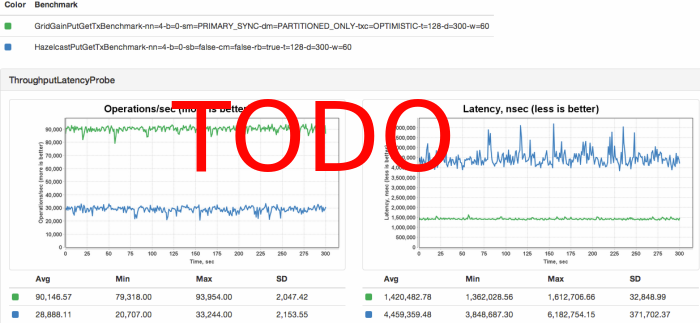 Color Benchmark
GridGainPutGetTxBenchmark-nn=4-b=0-sm=PRIMARY_SYNC-dm=PARTITIONED_ONLY-txc=OPTIMISTIC-t=128-d=300-w=60
HazelcastPutGetTxBenchmark-nn=4-b=0-sb=false-cm=false-rb=true-t=128-d=300-w=60
ThroughputLatencyProbe
TODO
Operations/sec (more is better)
Operations/sec (more is better)
90,000
80,000
70,000
60,000
50,000
40,000
30,000
20,000
10,000
0
0 25 50 75 100 125 150 175 200 225 250 275 300
Time, sec
Avg Min Max SD
90,146.57 79,318.00 93,954.00 2,047.42
28,888.11 20,707.00 33,244.00 2,153.55
Latency, nsec (less is better)
Latency, nsec (less is better)
5,000,000
4,500,000
4,000,000
3,500,000
3,000,000
2,500,000
2,000,000
1,500,000
1,000,000
500,000
0
0 25 50 75 100 125 150 175 200 225 250 275 300
Time, sec
Avg Min Max SD
1,420,482.78 1,362,028.56 1,612,706.66 32,848.99
4,459,359.48 3,848,687.30 6,182,754.15 371,702.37